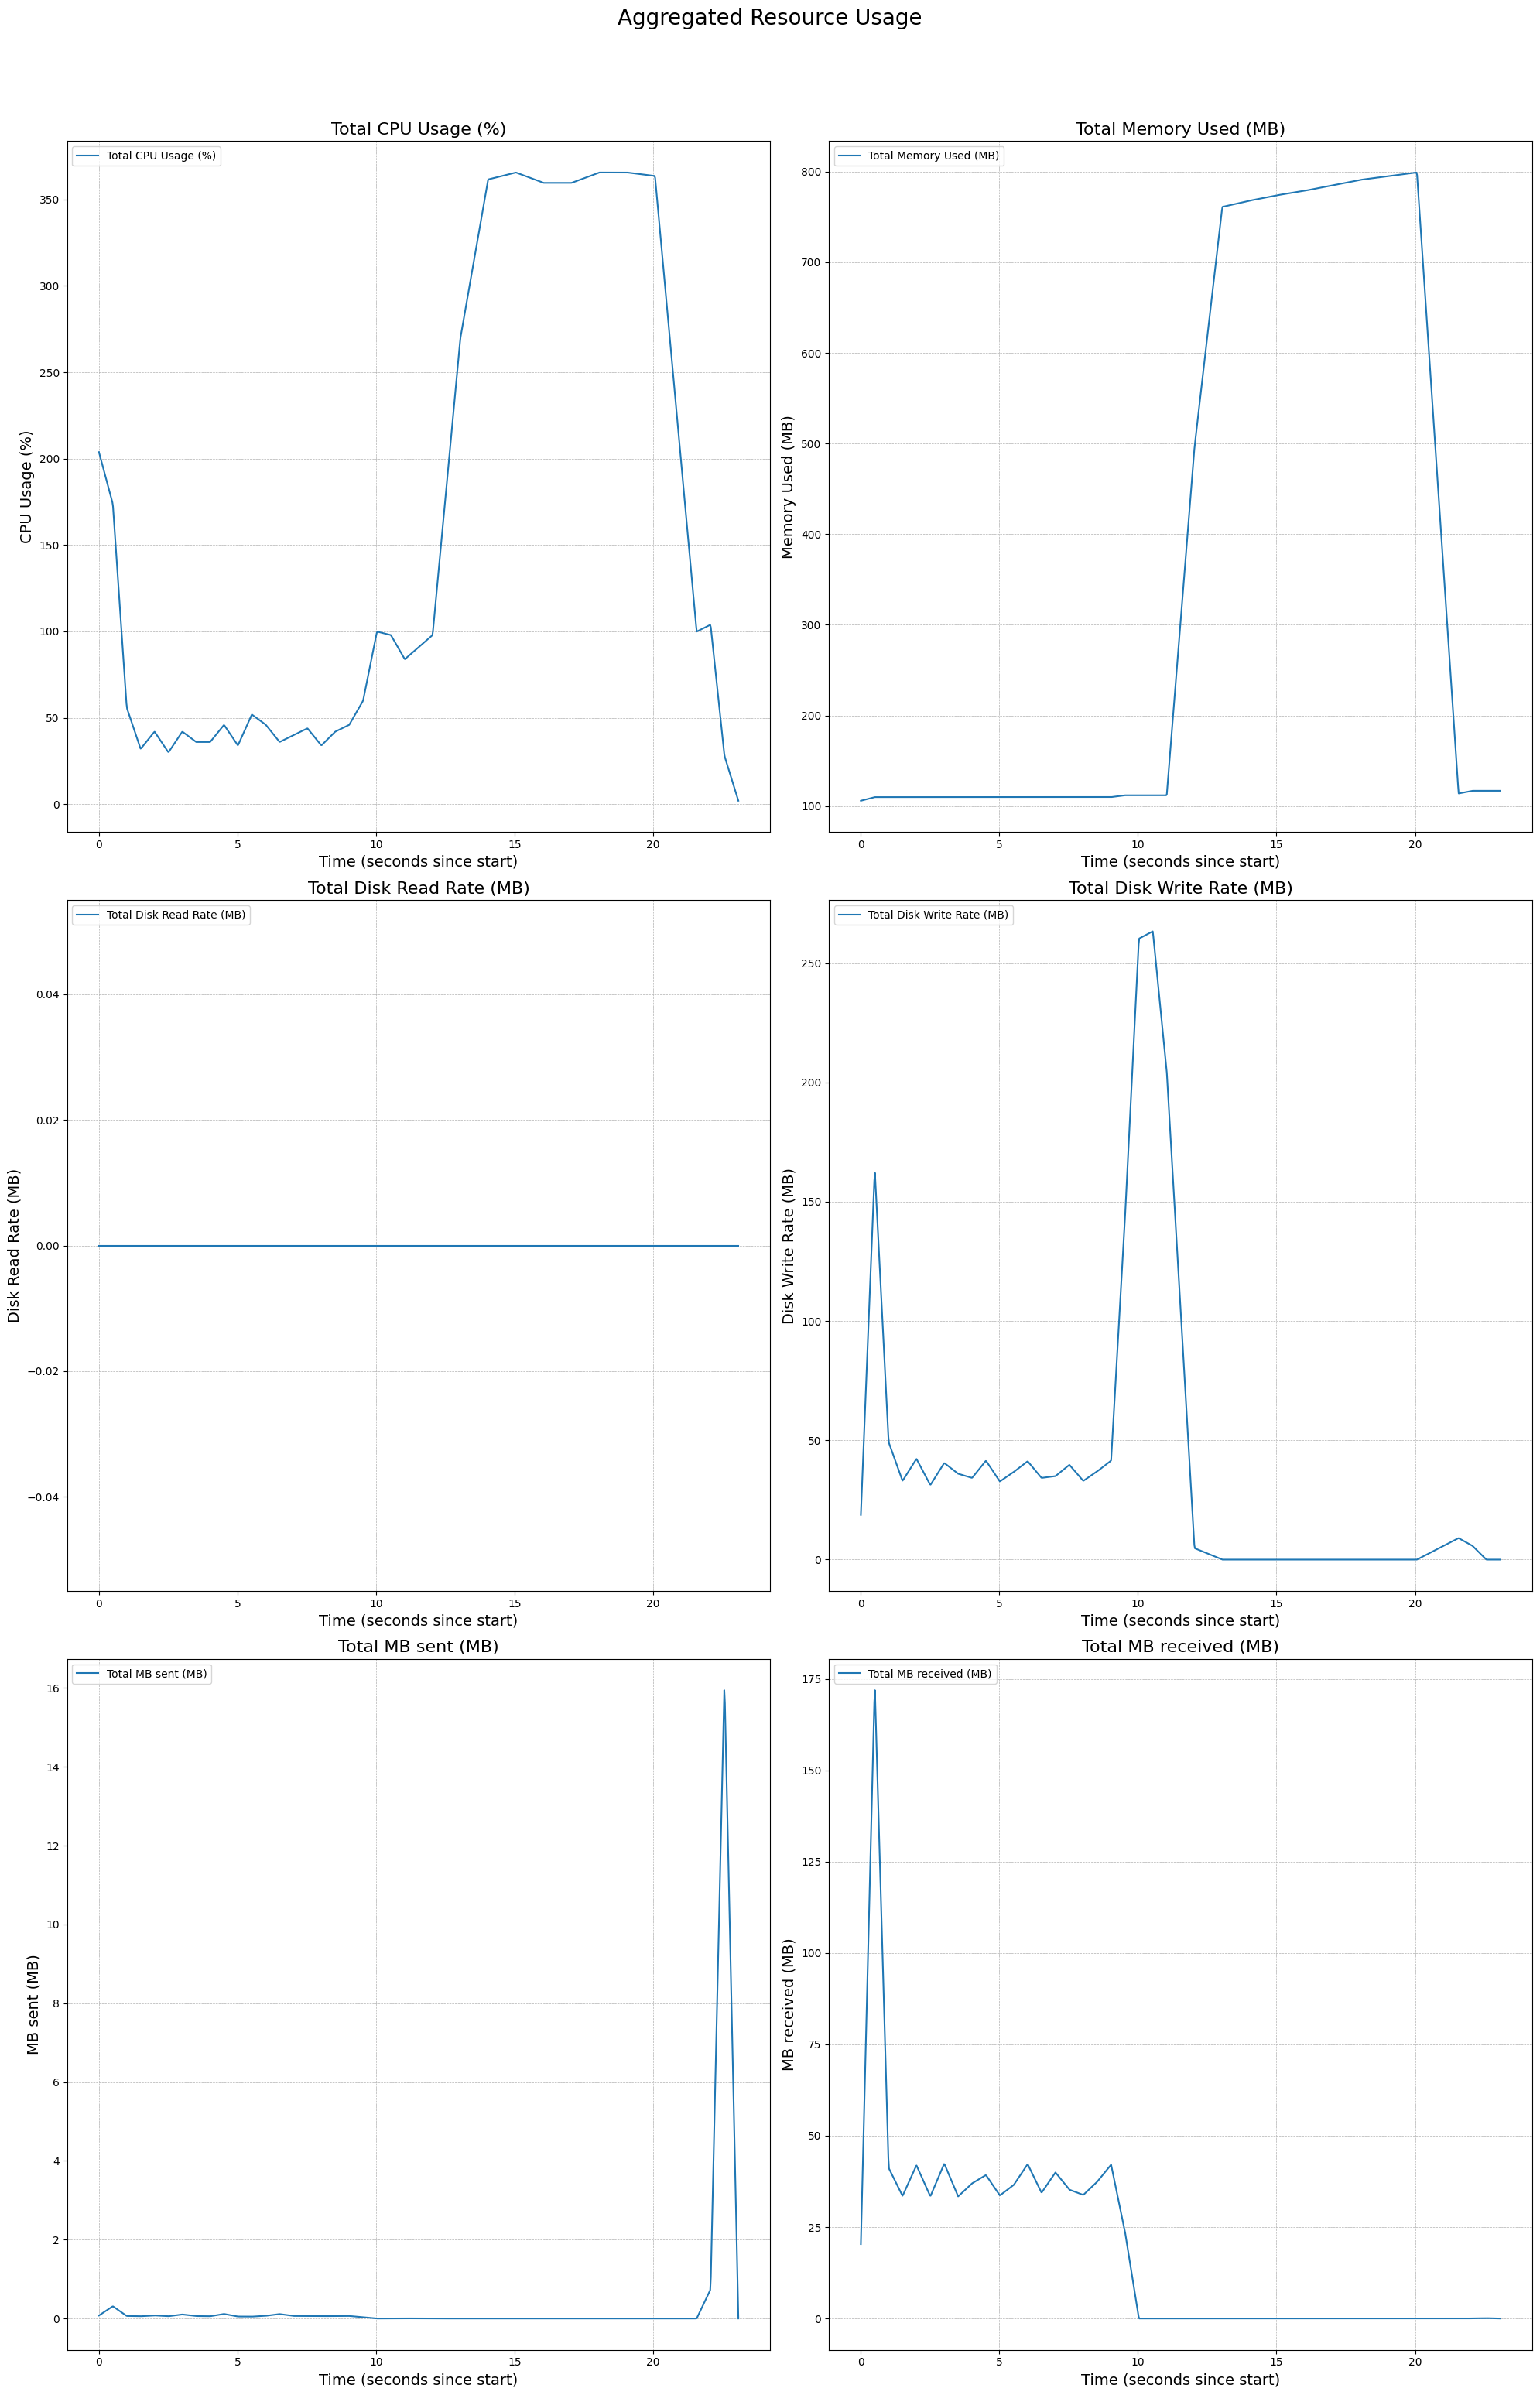 Aggregated Resource Usage
Total CPU Usage (%)
Total CPU Usage (%)
CPU Usage (%)
350
300
250
200
150
100
50
0
0 5 10 15 20
Time (seconds since start)
Total Memory Used (MB)
Total Memory Used (MB)
Memory Used (MB)
800
700
600
500
400
300
200
100
0 5 10 15 20
Time (seconds since start)
Total Disk Read Rate (MB)
Total Disk Read Rate (MB)
Disk Read Rate (MB)
0.04
0.02
0.00
−0.02
−0.04
0 5 10 15 20
Time (seconds since start)
Total Disk Write Rate (MB)
Total Disk Write Rate (MB)
Disk Write Rate (MB)
250
200
150
100
50
0
0 5 10 15 20
Time (seconds since start)
Total MB sent (MB)
Total MB sent (MB)
MB sent (MB)
16
14
12
10
8
6
4
2
0
0 5 10 15 20
Time (seconds since start)
Total MB received (MB)
Total MB received (MB)
MB received (MB)
175
150
125
100
75
50
25
0
0 5 10 15 20
Time (seconds since start)